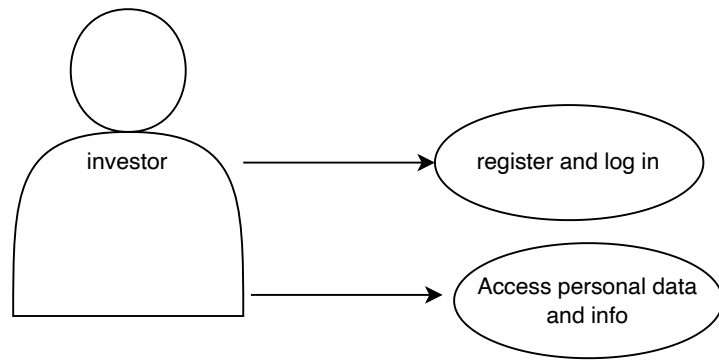 investor
register and log in
Access personal data
and info